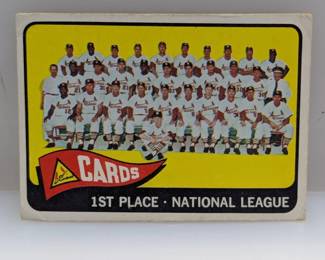 CARDS
1ST PLACE · NATIONAL LEAGUE